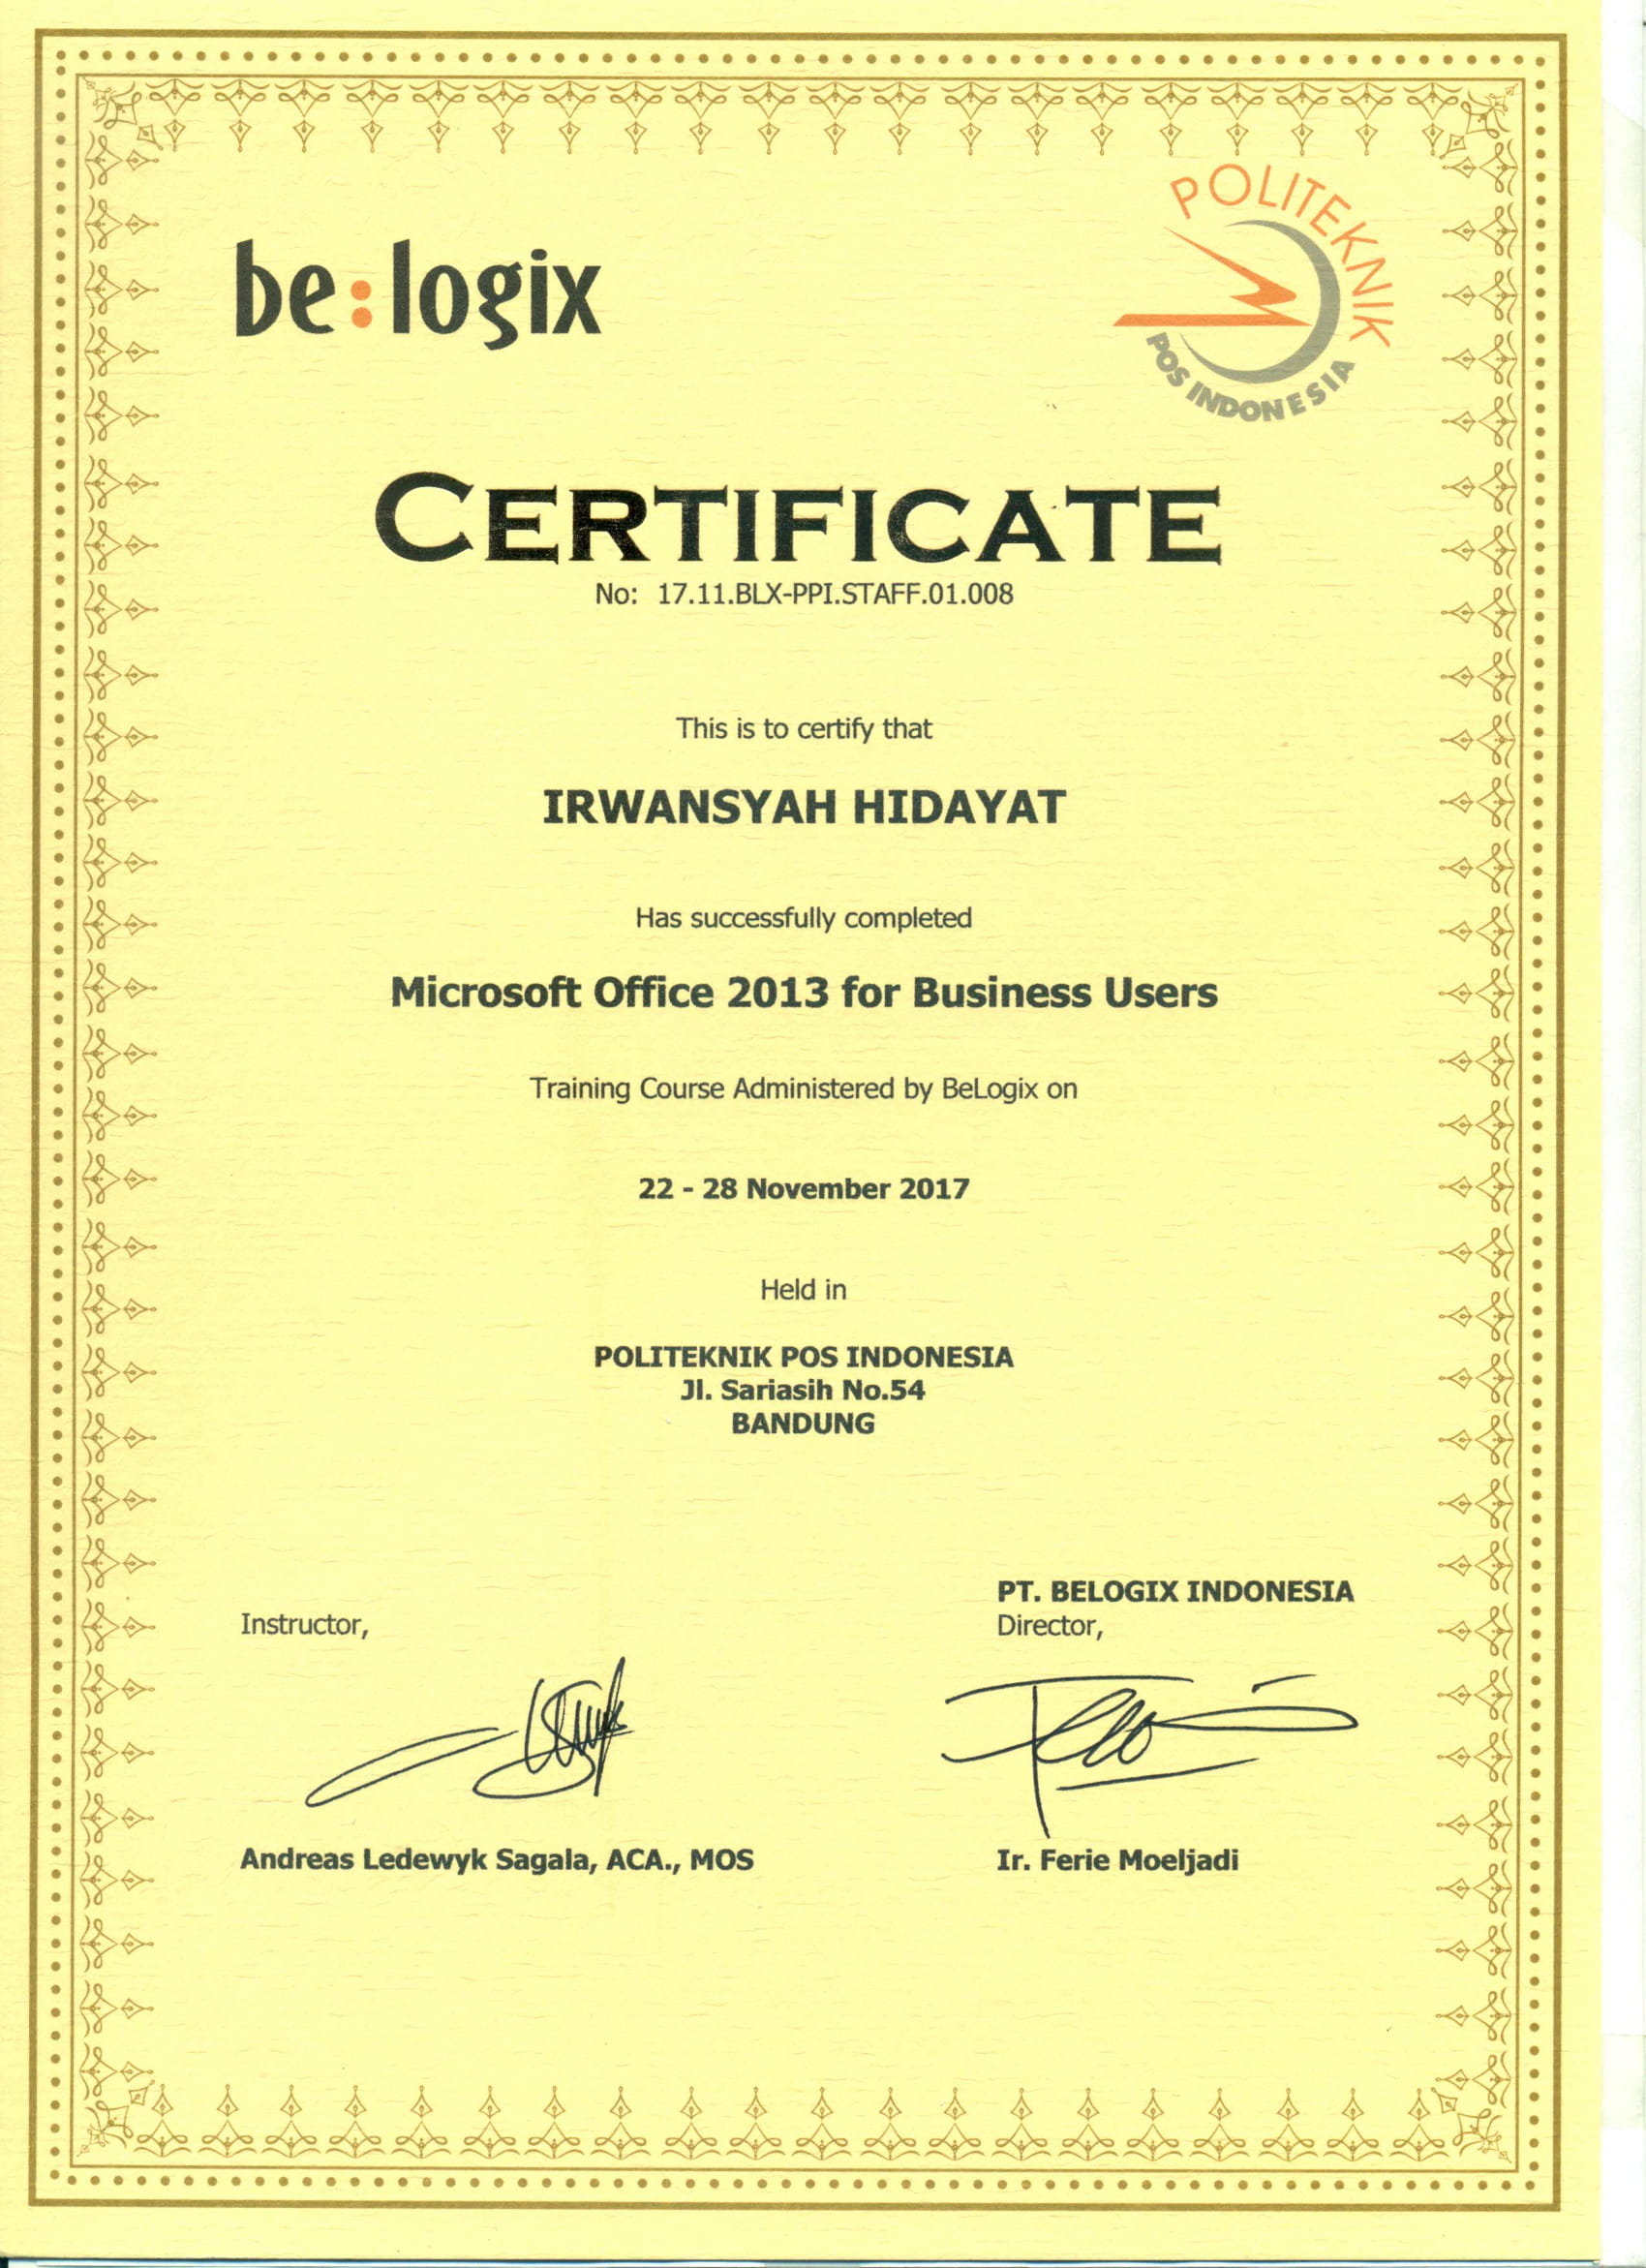 be:logix
POLITEKNIK
POS INDONESIA
CERTIFICATE
No: 17.11.BLX-PPI.STAFF.01.008
This is to certify that
IRWANSYAH HIDAYAT
Has successfully completed
Microsoft Office 2013 for Business Users
Training Course Administered by BeLogix on
22 - 28 November 2017
Held in
POLITEKNIK POS INDONESIA
Jl. Sariasih No.54
BANDUNG
PT. BELOGIX INDONESIA
Instructor,
Director,
Andreas Ledewyk Sagala, ACA., MOS
Ir. Ferie Moeljadi